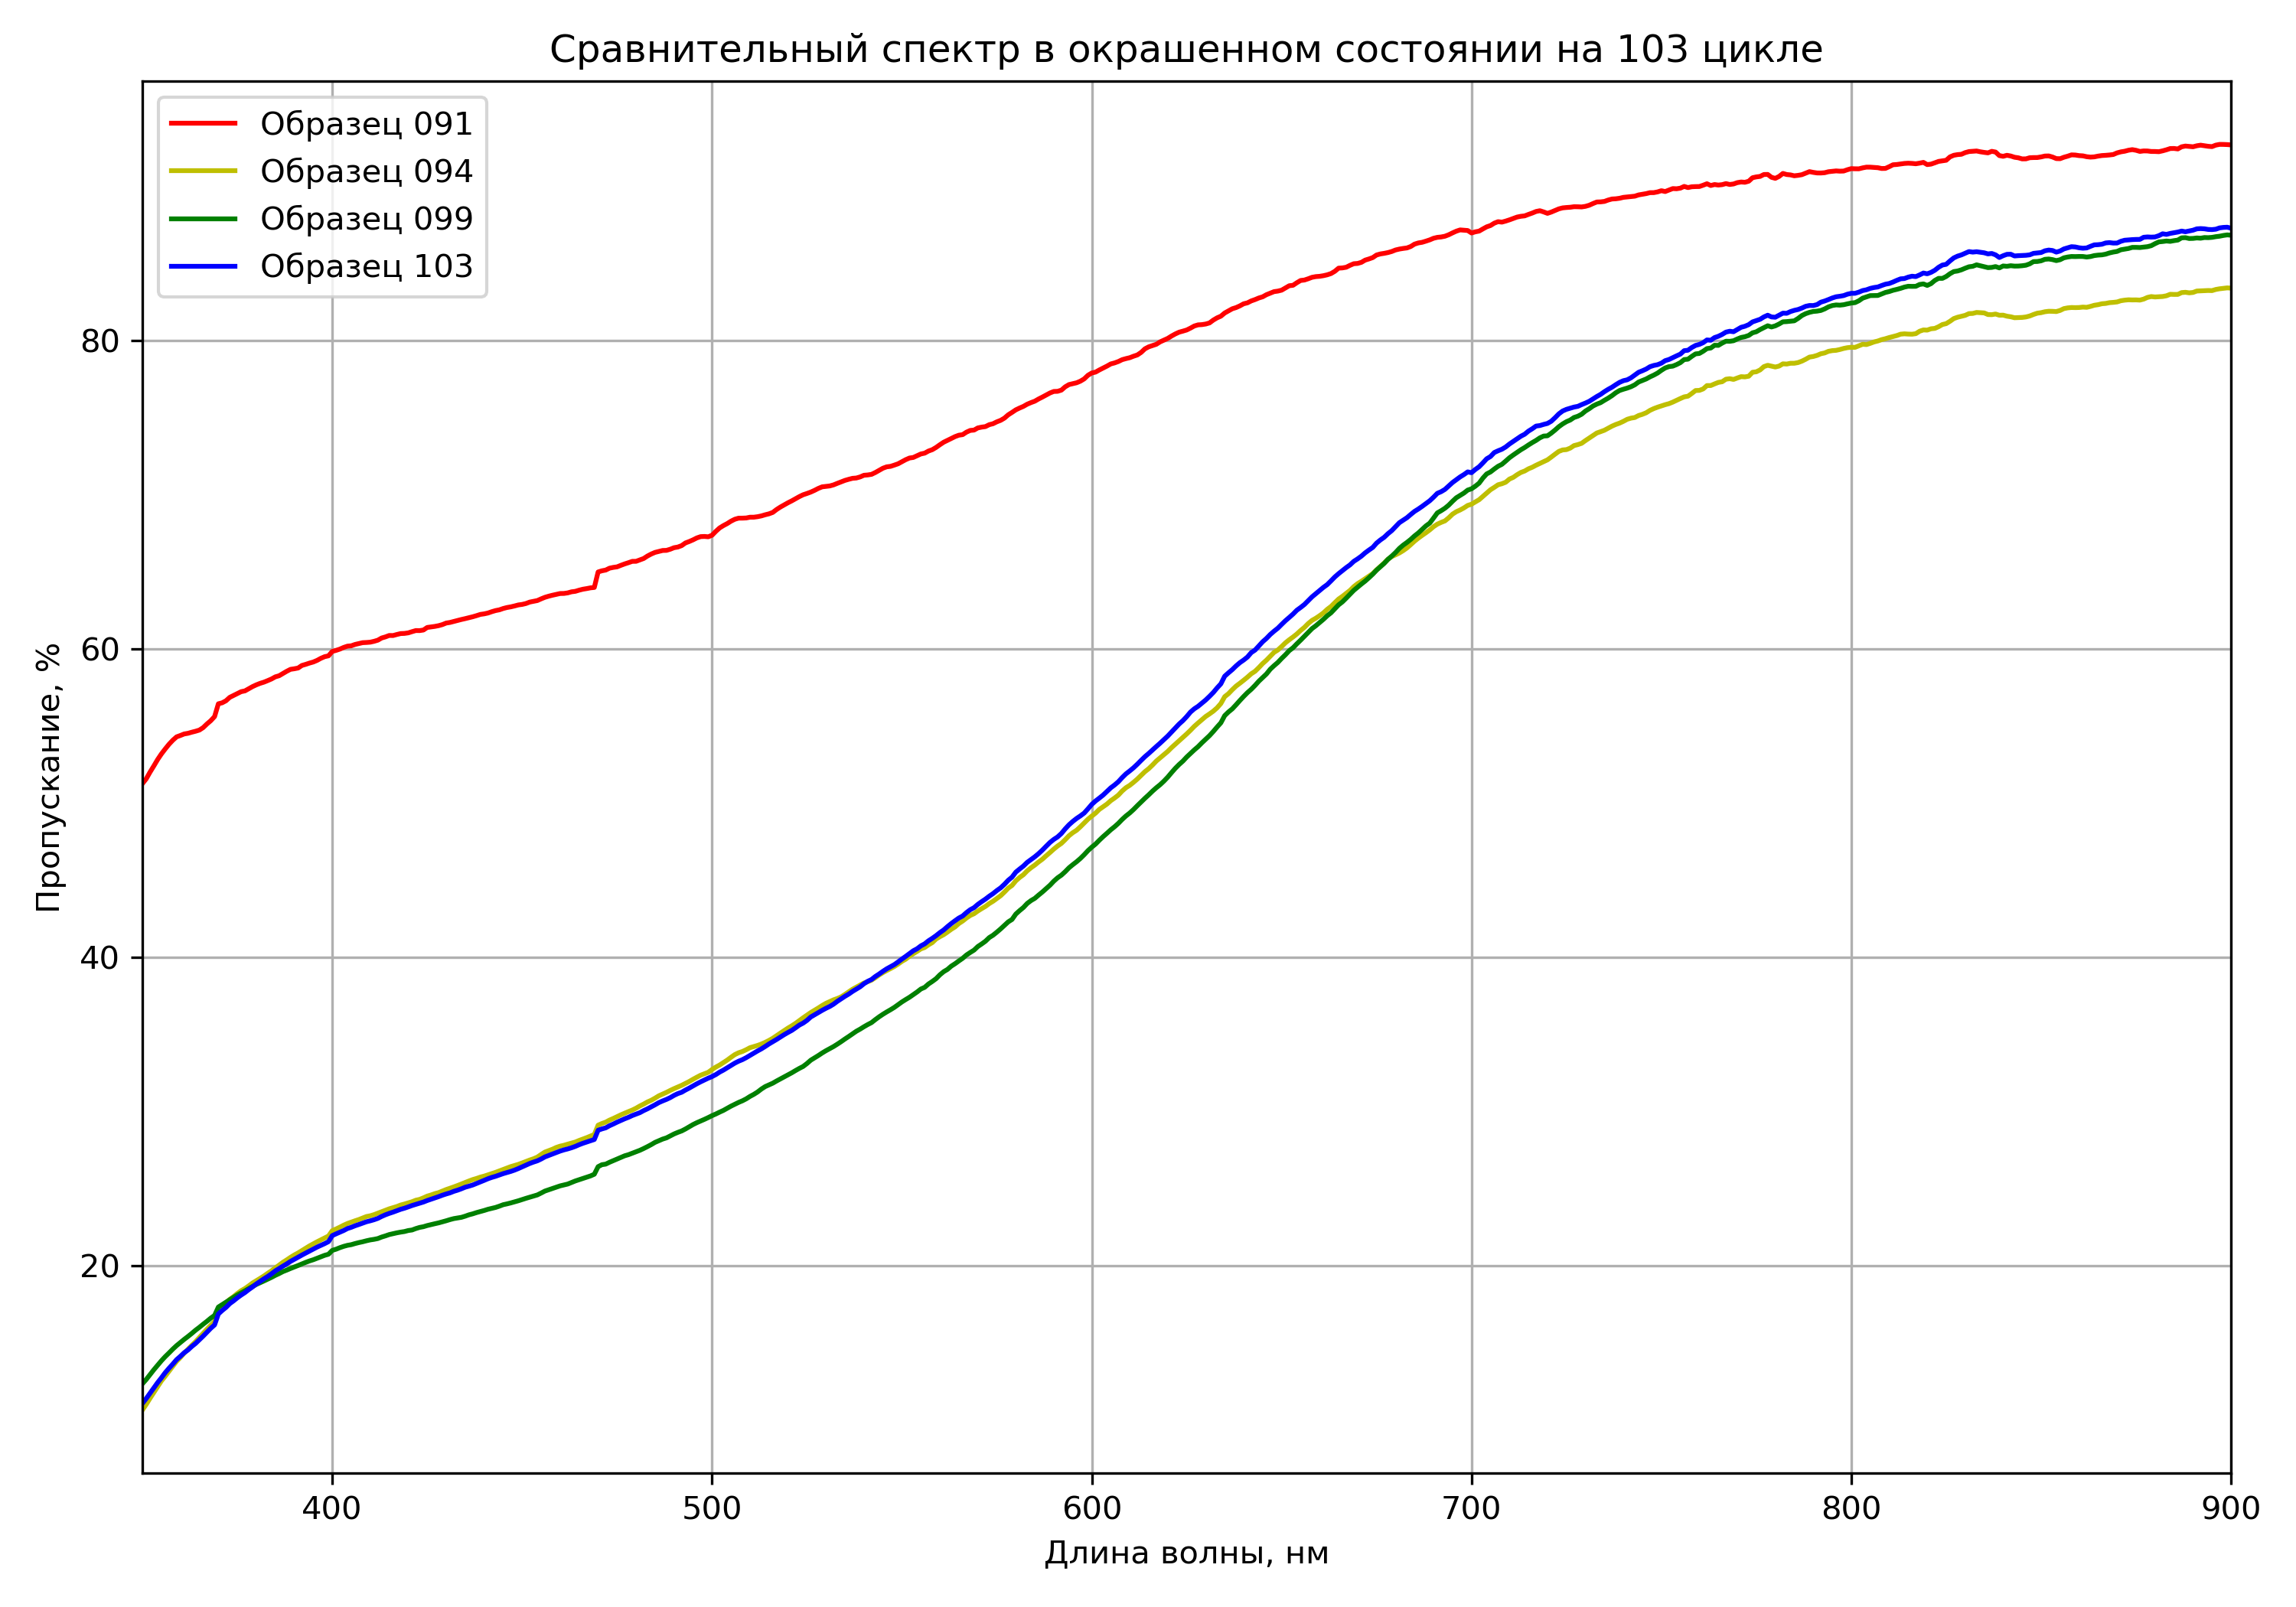 Сравнительный спектр в окрашенном состоянии на 103 цикле
Образец 091
Образец 094
Образец 099
Образец 103
80
60
40
20
Пропускание, %
400 500 600 700 800 900
Длина волны, нм